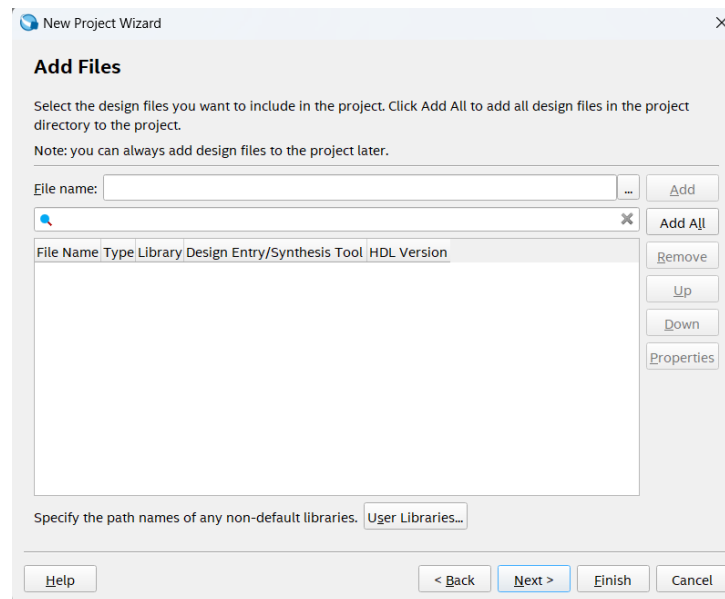 New Project Wizard
Add Files
Select the design files you want to include in the project. Click Add All to add all design files in the project
directory to the project.
Note: you can always add design files to the project later.
File name: ... Add
Add All
File Name Type Library Design Entry/Synthesis Tool HDL Version
Remove
Up
Down
Properties
Specify the path names of any non-default libraries. User Libraries...
Help < Back Next > Finish Cancel